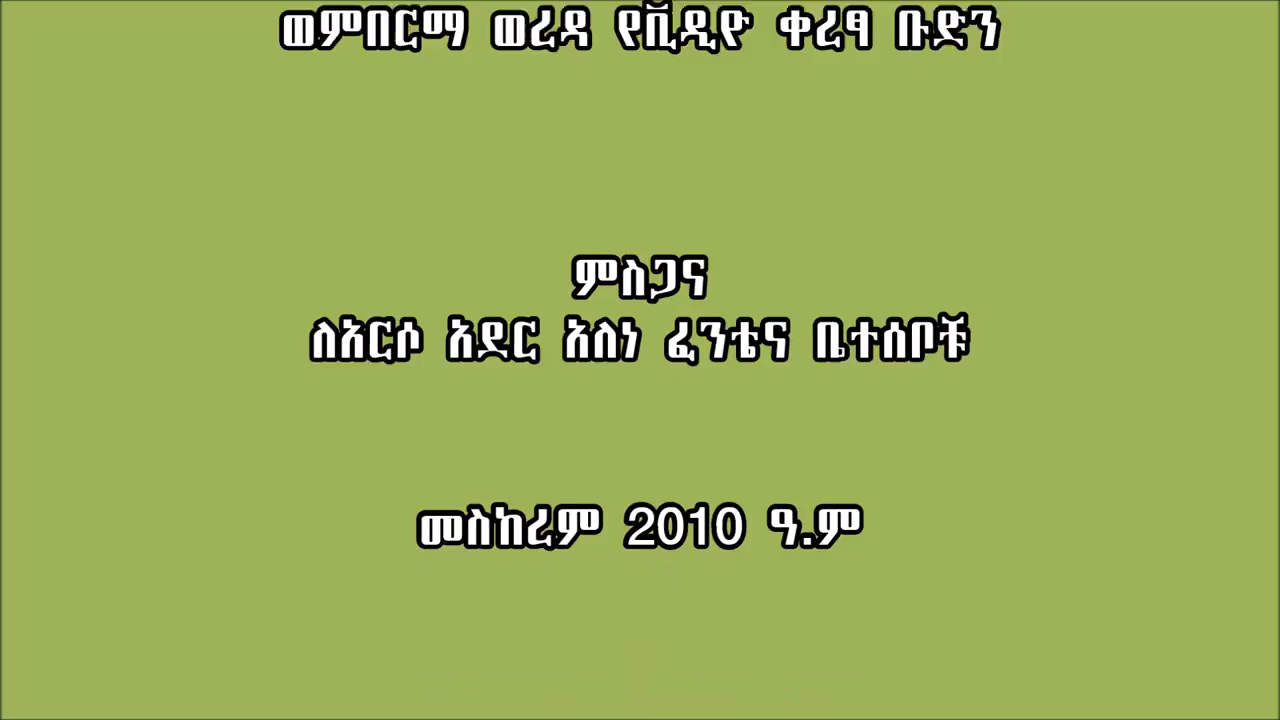 ወምበርማ ወረዳ የቪዲዮ ቀረፃ ቡድን
ምስጋና
ለአርሶ አደር አለነ ፈንቴና ቤተሰቦቹ
መስከረም 2010 ዓ.ም